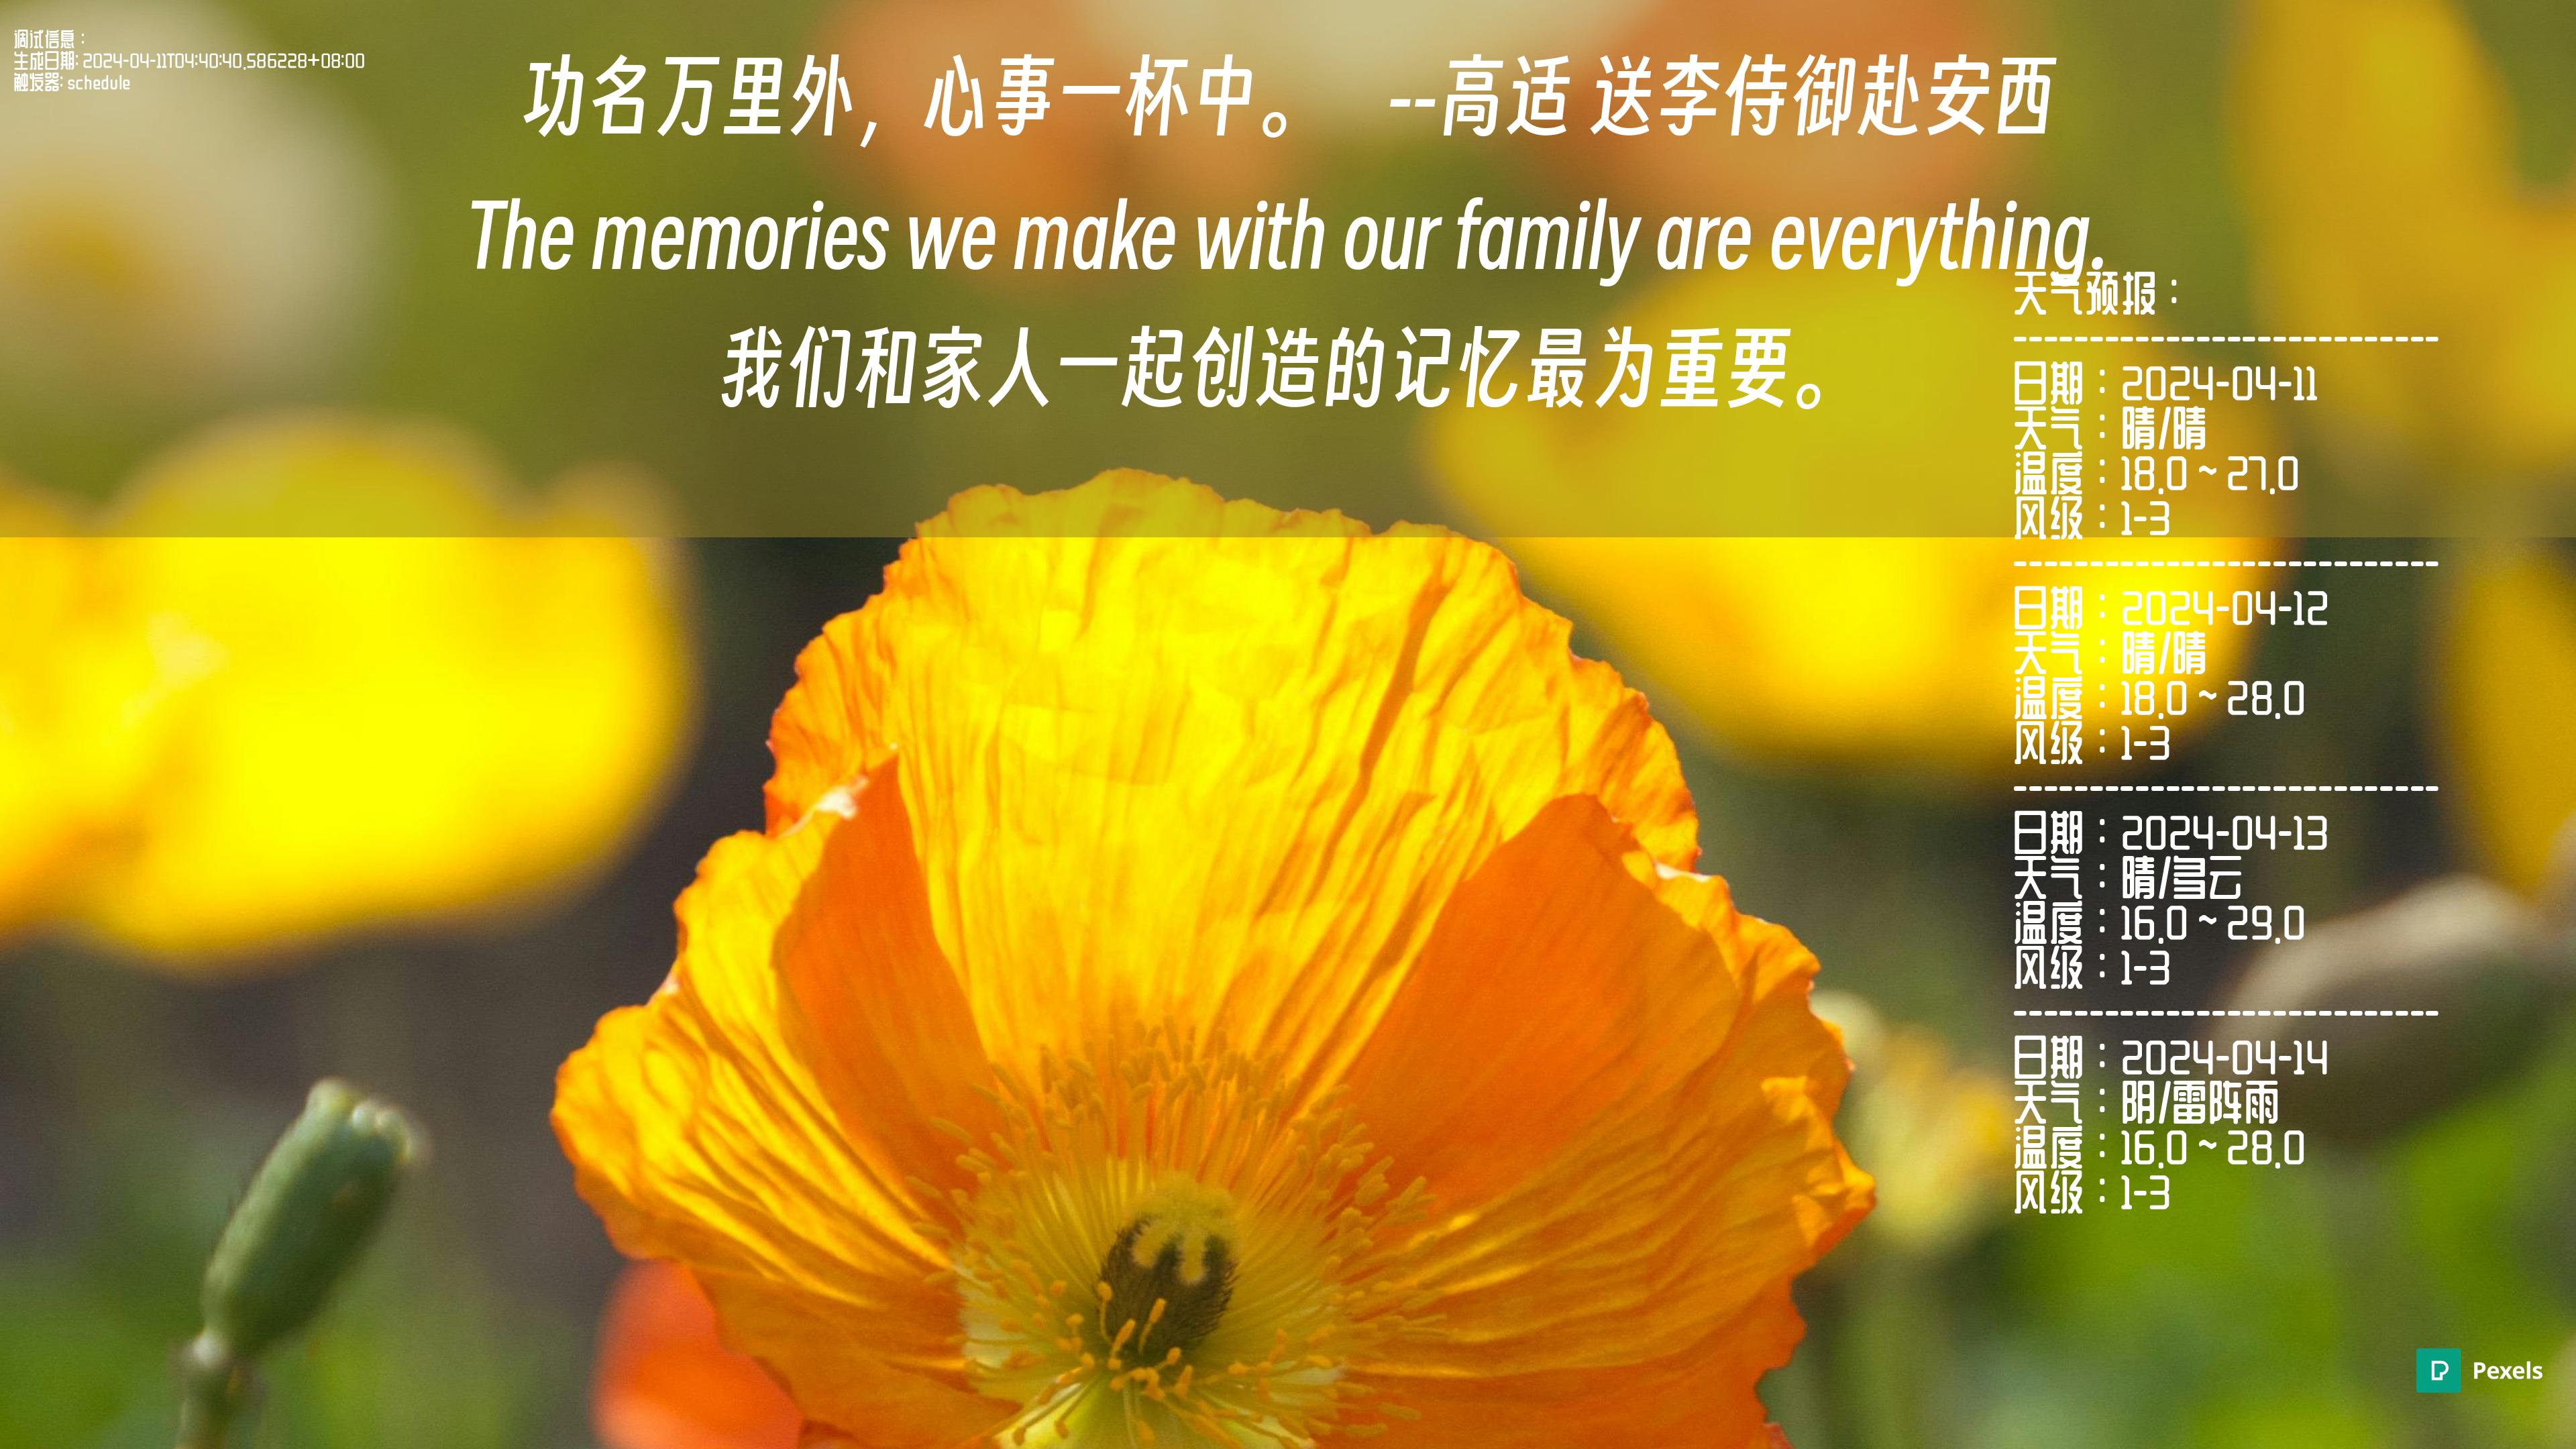 调试信息：
生成日期: 2024-04-11T04:40:40.586228+08:00
触发器: schedule
功名万里外，心事一杯中。 --高适 送李侍御赴安西
The memories we make with our family are everything.
我们和家人一起创造的记忆最为重要。
天气预报：
----------------------------
日期：2024-04-11
天气：晴/晴
温度：18.0 ~ 27.0
风级：1-3
----------------------------
日期：2024-04-12
天气：晴/晴
温度：18.0 ~ 28.0
风级：1-3
----------------------------
日期：2024-04-13
天气：晴/多云
温度：16.0 ~ 29.0
风级：1-3
----------------------------
日期：2024-04-14
天气：阴/雷阵雨
温度：16.0 ~ 28.0
风级：1-3
Pexels